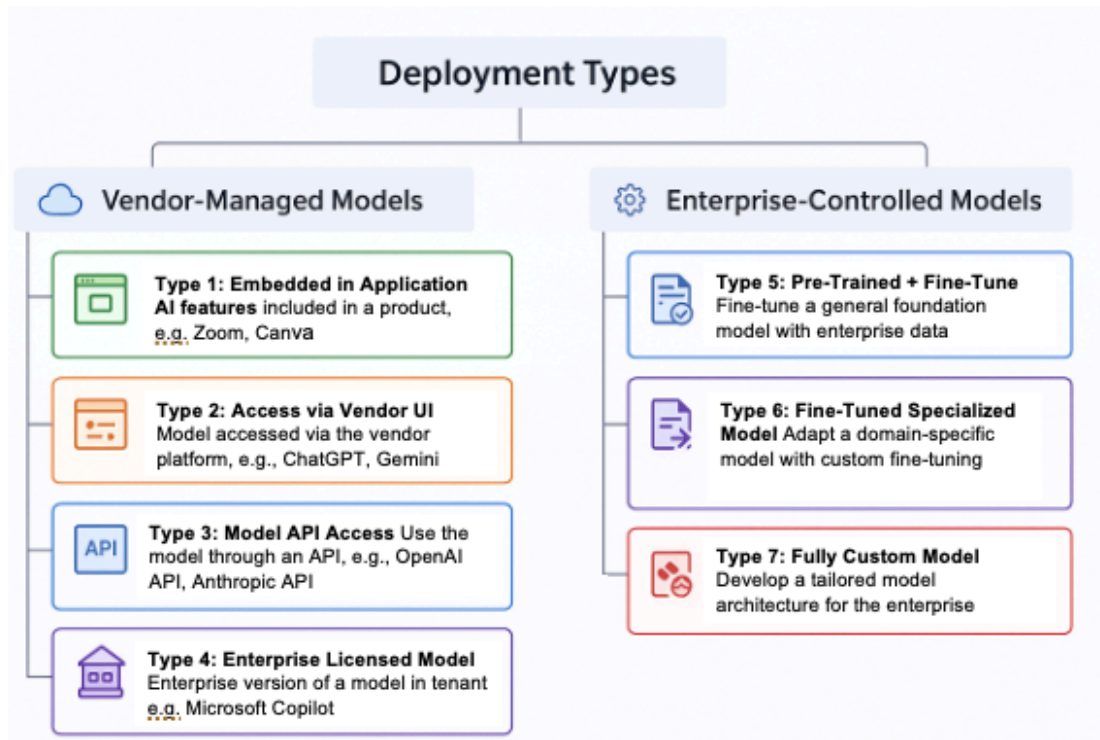 Deployment Types
Vendor-Managed Models
Type 1: Embedded in Application
AI features included in a product,
e.g. Zoom, Canva
Type 2: Access via Vendor UI
Model accessed via the vendor
platform, e.g., ChatGPT, Gemini
API
Type 3: Model API Access Use the
model through an API, e.g., OpenAI
API, Anthropic API
Type 4: Enterprise Licensed Model
Enterprise version of a model in tenant
e.g. Microsoft Copilot
Enterprise-Controlled Models
Type 5: Pre-Trained + Fine-Tune
Fine-tune a general foundation
model with enterprise data
Type 6: Fine-Tuned Specialized
Model Adapt a domain-specific
model with custom fine-tuning
Type 7: Fully Custom Model
Develop a tailored model
architecture for the enterprise